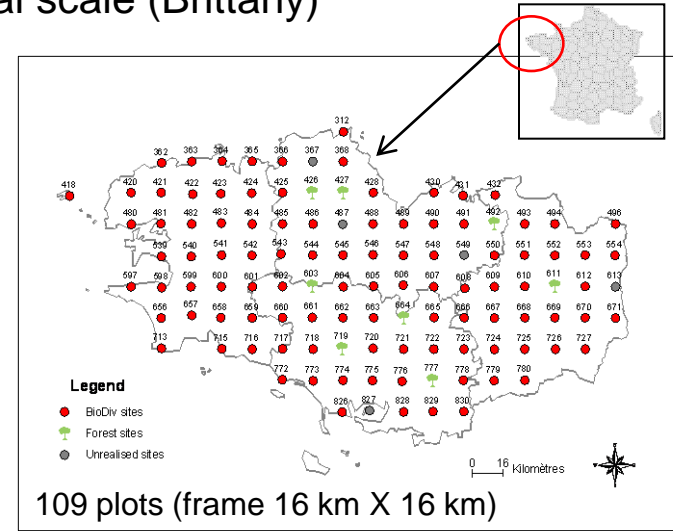 al scale (Brittany)
312
362 363 364 365 366 367 368
418 420 421 422 423 424 425 426 427 428 430 431 432
480 481 482 483 484 485 486 487 488 489 490 491 492 493 494 496
539 540 541 542 543 544 545 546 547 548 549 550 551 552 553 554
597 598 599 600 601 602 603 604 605 606 607 608 609 610 611 612 613
656 657 658 659 660 661 662 663 664 665 666 667 668 669 670 671
713 715 716 717 718 719 720 721 722 723 724 725 726 727
772 773 774 775 776 777 778 779 780
826 827 828 829 830
Legend
BioDiv sites
Forest sites
Unrealised sites
0 16 Kilomètres
109 plots (frame 16 km X 16 km)